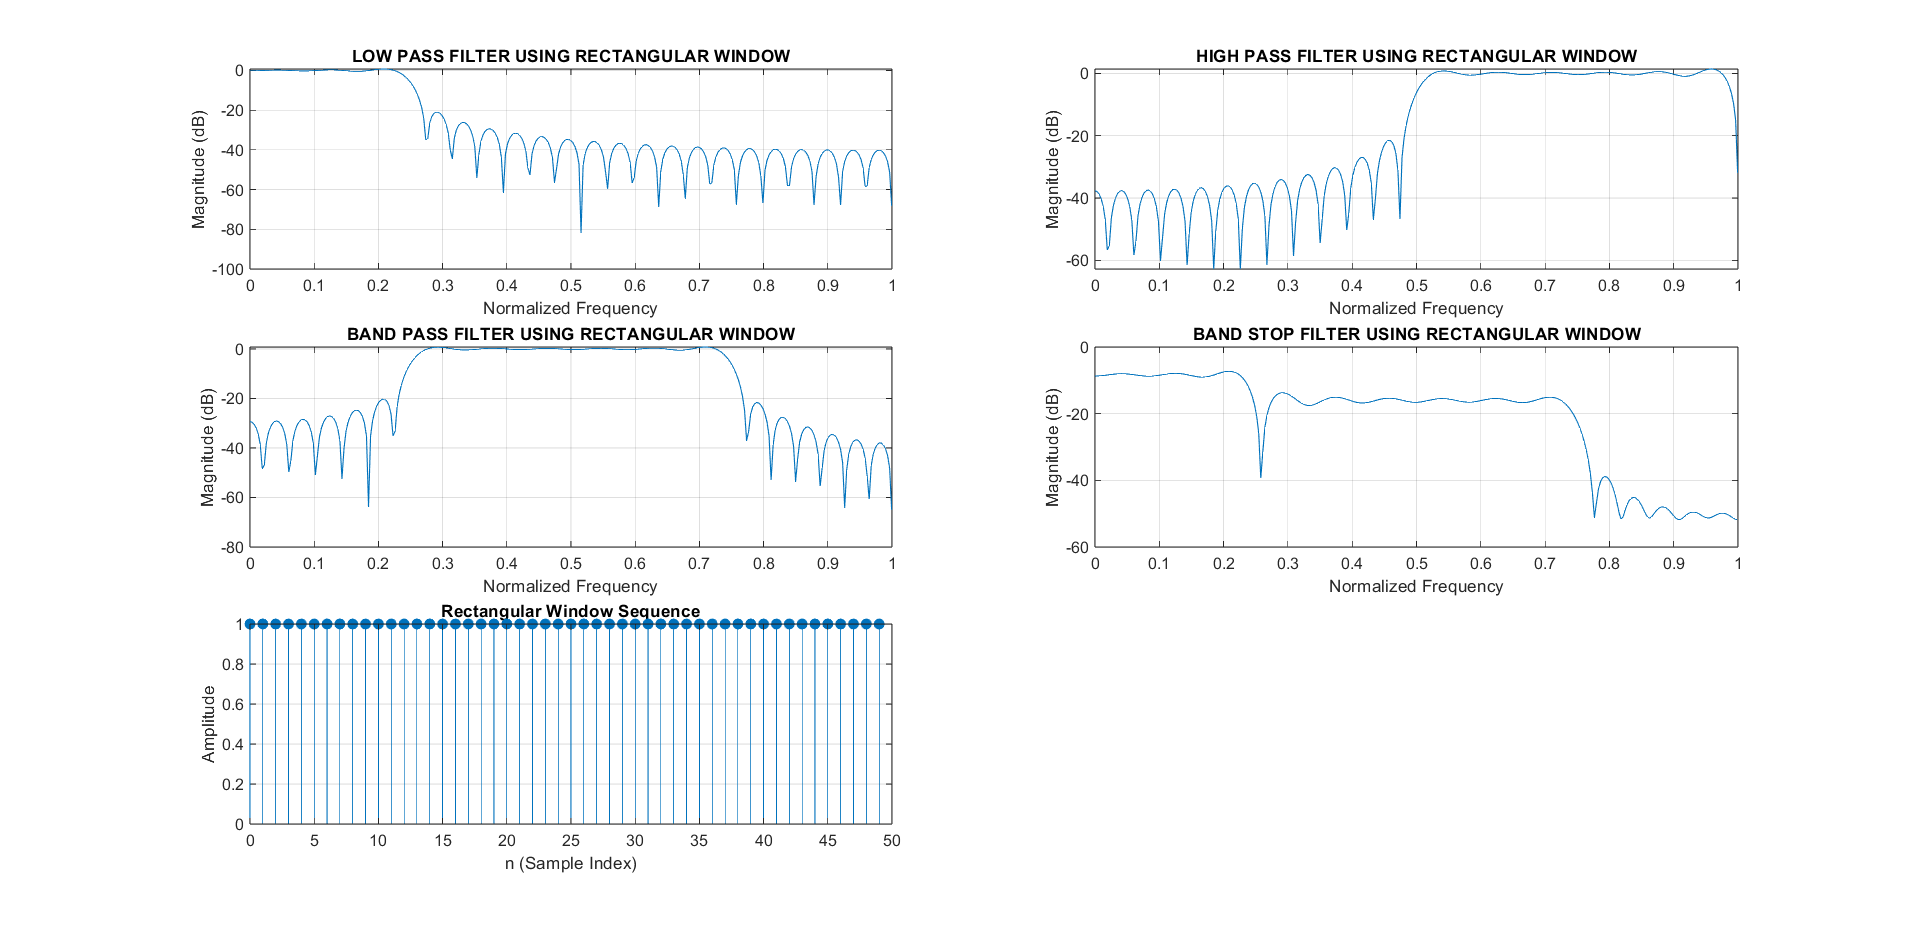 LOW PASS FILTER USING RECTANGULAR WINDOW
0
-20
-40
-60
-80
-100
Magnitude (dB)
0 0.1 0.2 0.3 0.4 0.5 0.6 0.7 0.8 0.9 1
Normalized Frequency
HIGH PASS FILTER USING RECTANGULAR WINDOW
0
-20
-40
-60
Magnitude (dB)
0 0.1 0.2 0.3 0.4 0.5 0.6 0.7 0.8 0.9 1
Normalized Frequency
BAND PASS FILTER USING RECTANGULAR WINDOW
0
-20
-40
-60
-80
Magnitude (dB)
0 0.1 0.2 0.3 0.4 0.5 0.6 0.7 0.8 0.9 1
Normalized Frequency
BAND STOP FILTER USING RECTANGULAR WINDOW
0
-20
-40
-60
Magnitude (dB)
0 0.1 0.2 0.3 0.4 0.5 0.6 0.7 0.8 0.9 1
Normalized Frequency
Rectangular Window Sequence
1
0.8
0.6
0.4
0.2
0
Amplitude
0 5 10 15 20 25 30 35 40 45 50
n (Sample Index)